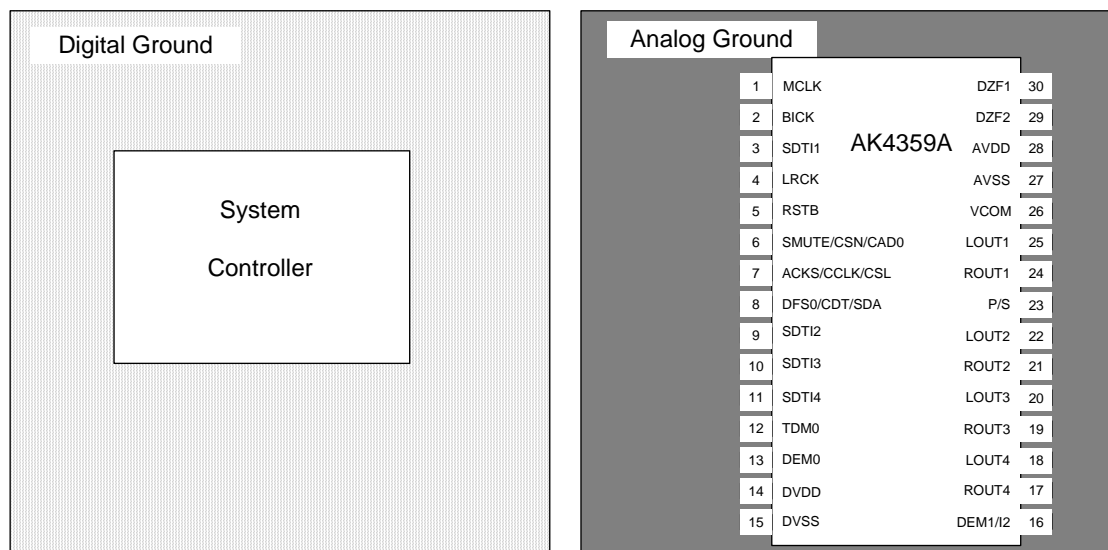 Digital Ground
System
Controller
Analog Ground
AK4359A
1 MCLK
2 BICK
3 SDTI1
4 LRCK
5 RSTB
6 SMUTE/CSN/CAD0
7 ACKS/CCLK/CSL
8 DFS0/CDT/SDA
9 SDTI2
10 SDTI3
11 SDTI4
12 TDM0
13 DEM0
14 DVDD
15 DVSS
DZF1 30
DZF2 29
AVDD 28
AVSS 27
VCOM 26
LOUT1 25
ROUT1 24
P/S 23
LOUT2 22
ROUT2 21
LOUT3 20
ROUT3 19
LOUT4 18
ROUT4 17
DEM1/I2 16